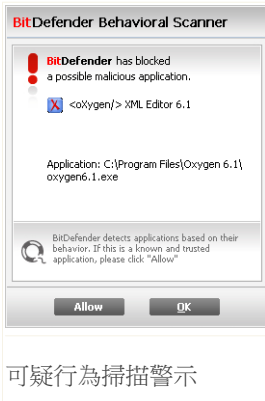 BitDefender Behavioral Scanner
BitDefender has blocked
a possible malicious application.
<oXygen/> XML Editor 6.1
Application: C:\Program Files\Oxygen 6.1\
oxygen6.1.exe
BitDefender detects applications based on their
behavior. If this is a known and trusted
application, please click "Allow"
Allow
OK
可疑行為掃描警示